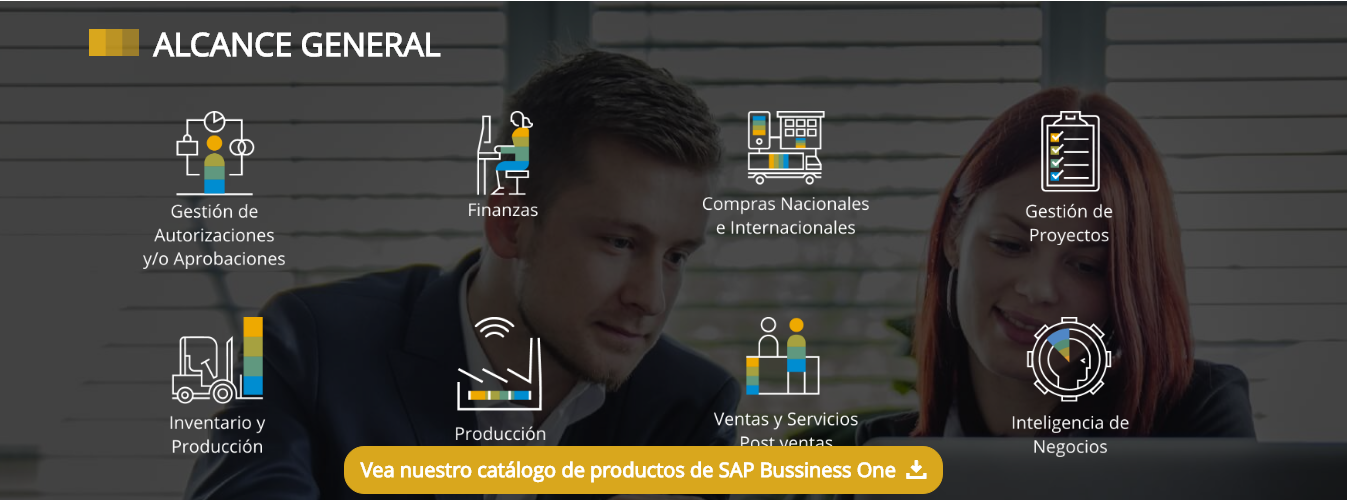 ALCANCE GENERAL
Gestión de
Autorizaciones
y/o Aprobaciones
Finanzas
Compras Nacionales
e Internacionales
Gestión de
Proyectos
Inventario y
Producción
Producción
Ventas y Servicios
Post ventas
Inteligencia de
Negocios
Vea nuestro catálogo de productos de SAP Bussiness One